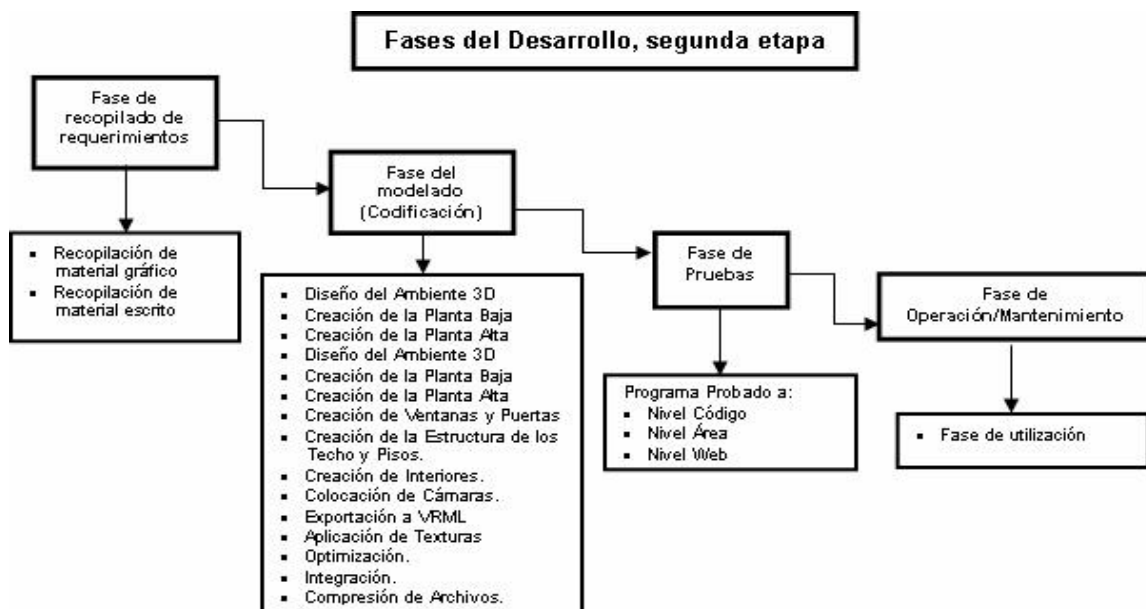 Fases del Desarrollo, segunda etapa
Fase de
recopilado de
requerimientos
▪ Recopilación de
material gráfico
▪ Recopilación de
material escrito
Fase del
modelado
(Codificación)
▪ Diseño del Ambiente 3D
▪ Creación de la Planta Baja
▪ Creación de la Planta Alta
▪ Diseño del Ambiente 3D
▪ Creación de la Planta Baja
▪ Creación de la Planta Alta
▪ Creación de Ventanas y Puertas
▪ Creación de la Estructura de los
Techo y Pisos.
▪ Creación de Interiores.
▪ Colocación de Cámaras.
▪ Exportación a VRML
▪ Aplicación de Texturas
▪ Optimización.
▪ Integración.
▪ Compresión de Archivos.
Fase de
Pruebas
Programa Probado a:
▪ Nivel Código
▪ Nivel Área
▪ Nivel Web
Fase de
Operación/Mantenimiento
▪ Fase de utilización